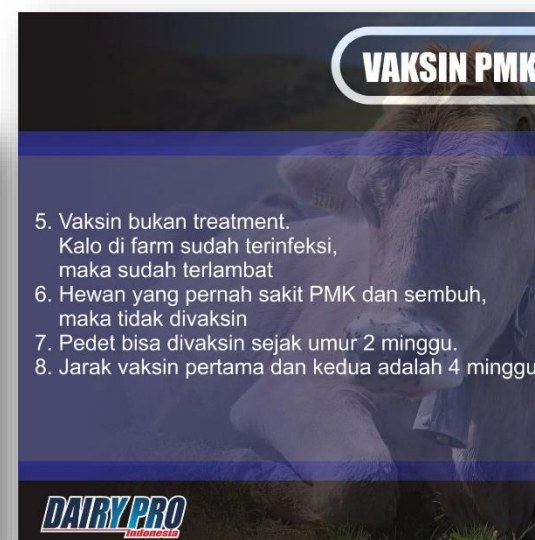 VAKSIN PMK
5. Vaksin bukan treatment.
Kalo di farm sudah terinfeksi,
maka sudah terlambat
6. Hewan yang pernah sakit PMK dan sembuh,
maka tidak divaksin
7. Pedet bisa divaksin sejak umur 2 minggu.
8. Jarak vaksin pertama dan kedua adalah 4 minggu
DAIRY PRO
Indonesia